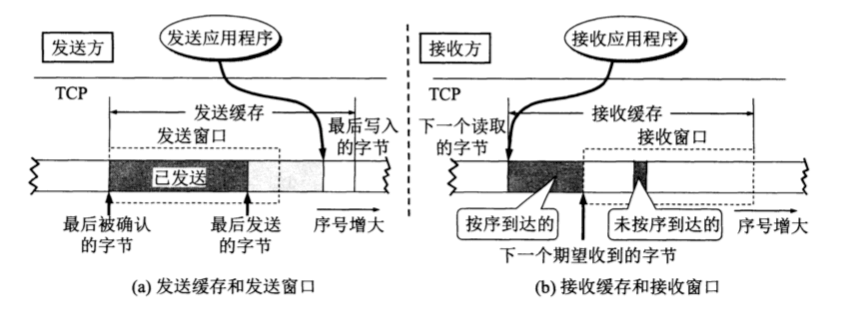 发送方
发送应用程序
TCP
发送缓存
发送窗口
最后写入
的字节
已发送
最后被确认
的字节
最后发送
的字节
序号增大
(a) 发送缓存和发送窗口
接收方
接收应用程序
TCP
接收缓存
下一个读取
的字节
接收窗口
按序到达的
未按序到达的
序号增大
下一个期望收到的字节
(b) 接收缓存和接收窗口